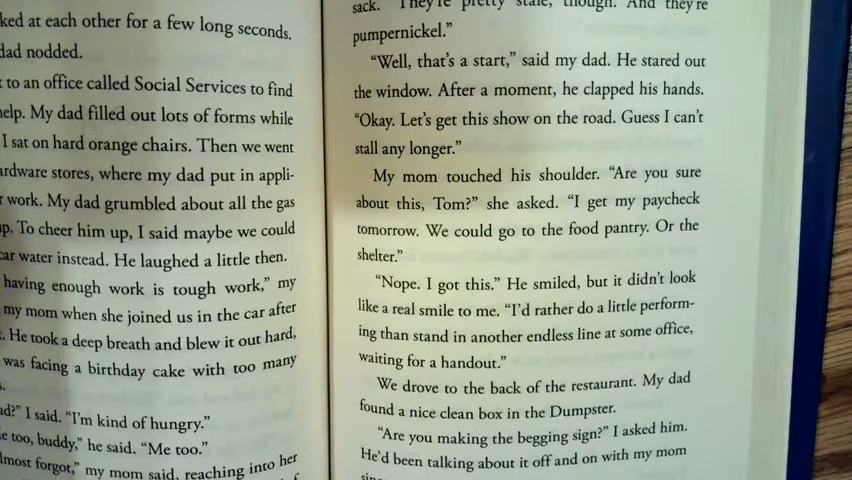 ked at each other for a few long seconds.
dad nodded.
t to an office called Social Services to find
help. My dad filled out lots of forms while
I sat on hard orange chairs. Then we went
ardware stores, where my dad put in appli-
r work. My dad grumbled about all the gas
up. To cheer him up, I said maybe we could
car water instead. He laughed a little then.
having enough work is tough work,” my
my mom when she joined us in the car after
. He took a deep breath and blew it out hard,
was facing a birthday cake with too many
s.
ad?” I said. “I'm kind of hungry.”
e too, buddy,” he said. “Me too.”
lmost forgot,” my mom said, reaching into her
sack. “They're pretty stale, though. And they're
pumpernickel.”
“Well, that's a start,” said my dad. He stared out
the window. After a moment, he clapped his hands.
“Okay. Let's get this show on the road. Guess I can't
stall any longer.”
My mom touched his shoulder. “Are you sure
about this, Tom?” she asked. “I get my paycheck
tomorrow. We could go to the food pantry. Or the
shelter.”
“Nope. I got this.” He smiled, but it didn't look
like a real smile to me. “I'd rather do a little perform-
ing than stand in another endless line at some office,
waiting for a handout.”
We drove to the back of the restaurant. My dad
found a nice clean box in the Dumpster.
“Are you making the begging sign?” I asked him.
He'd been talking about it off and on with my mom